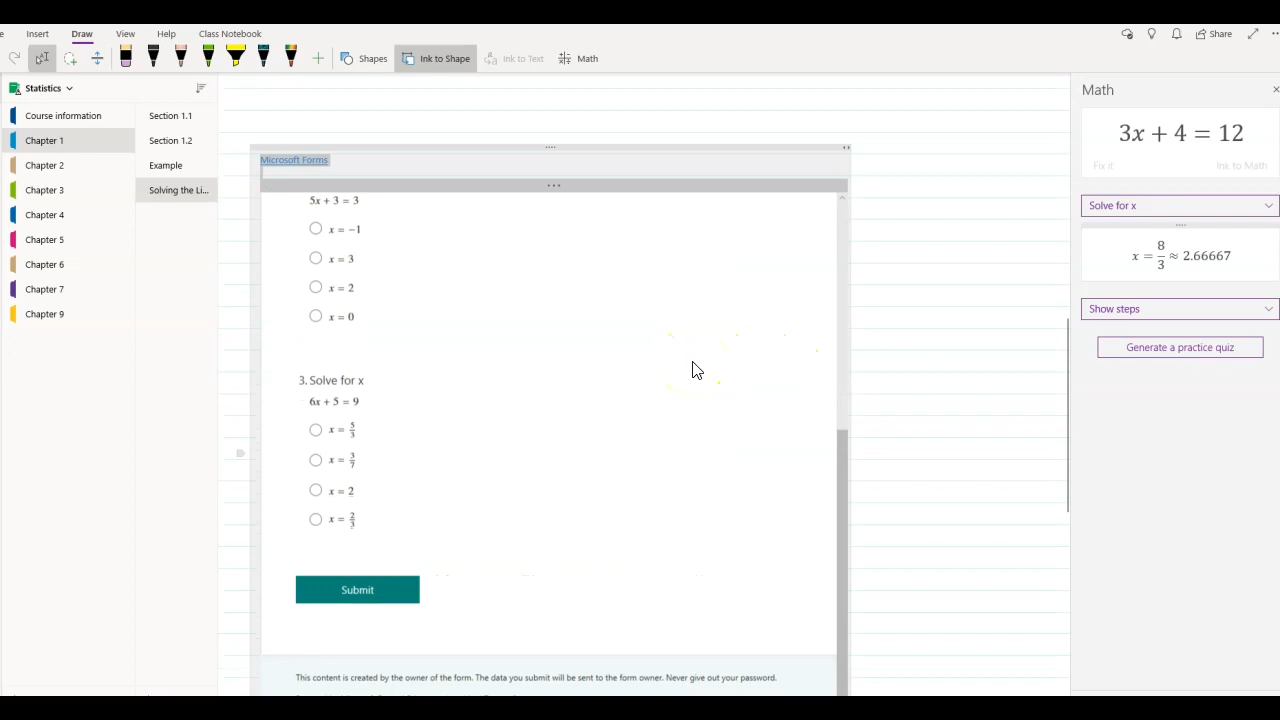 Insert Draw View Help Class Notebook
Share
Shapes Ink to Shape Ink to Text Math
Statistics
Course information
Chapter 1
Chapter 2
Chapter 3
Chapter 4
Chapter 5
Chapter 6
Chapter 7
Chapter 9
Section 1.1
Section 1.2
Example
Solving the Li...
Microsoft Forms
5x + 3 = 3
x = −1
x = 3
x = 2
x = 0
3. Solve for x
6x + 5 = 9
x = 5/3
x = 3/7
x = 2
x = 2/3
Submit
This content is created by the owner of the form. The data you submit will be sent to the form owner. Never give out your password.
Math
3x + 4 = 12
Fix it Ink to Math
Solve for x
x = 8/3 ≈ 2.66667
Show steps
Generate a practice quiz